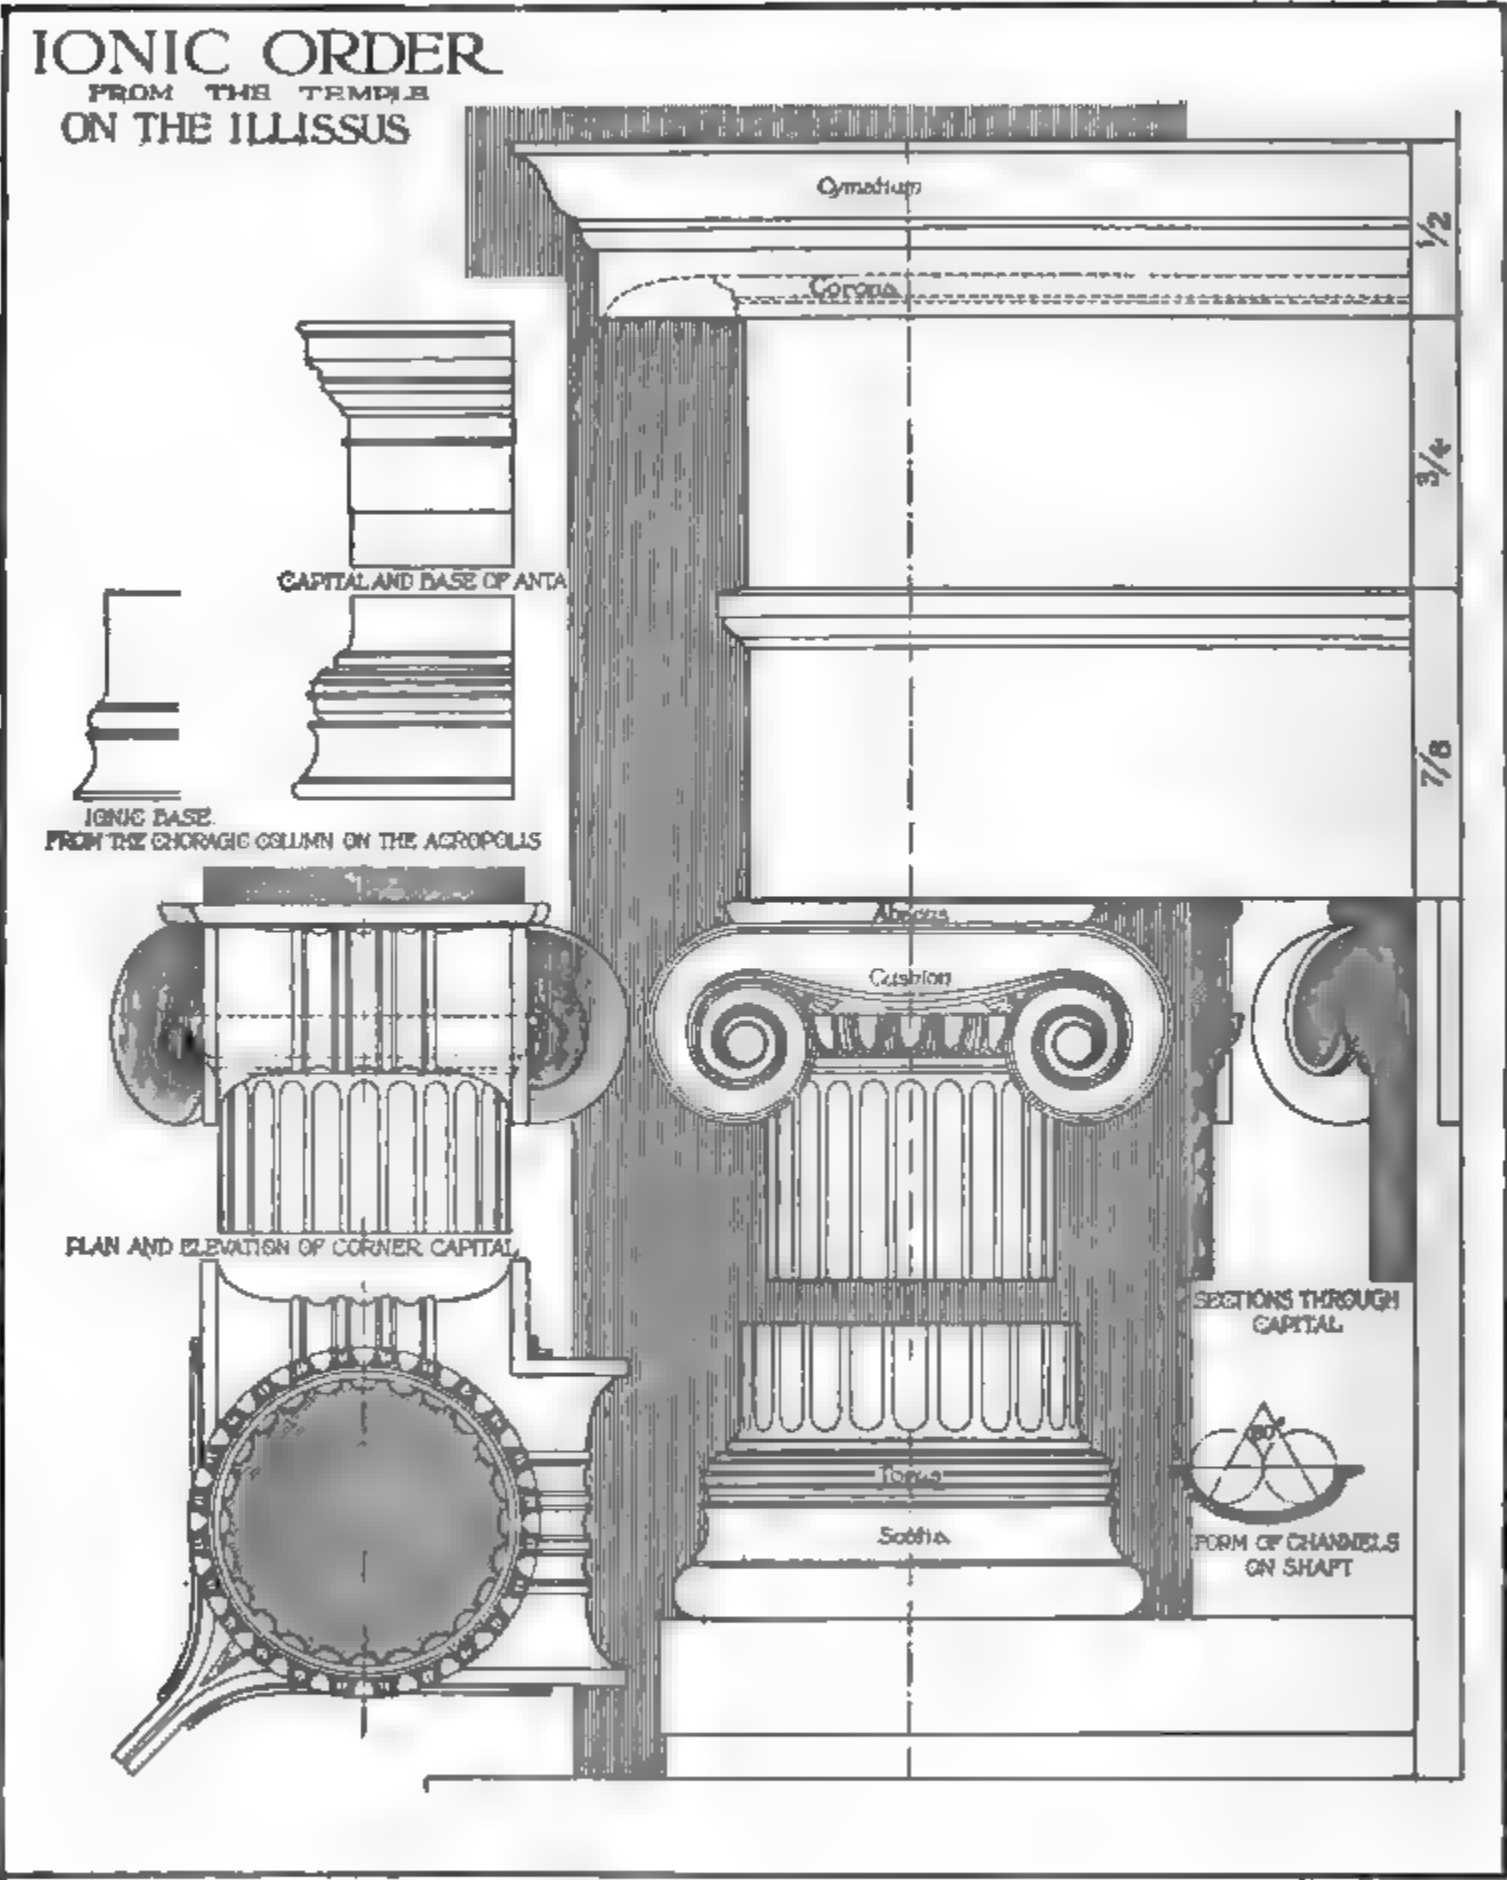 IONIC ORDER
FROM THE TEMPLE
ON THE ILLISSUS
Cymatium
1/2
Corona
3/4
CAPITAL AND BASE OF ANTA
7/8
IONIC BASE
FROM THE CHORAGIC COLUMN ON THE ACROPOLIS
Abacus
Cushion
PLAN AND ELEVATION OF CORNER CAPITAL
SECTIONS THROUGH
CAPITAL
Torus
Scotia
FORM OF CHANNELS
ON SHAFT